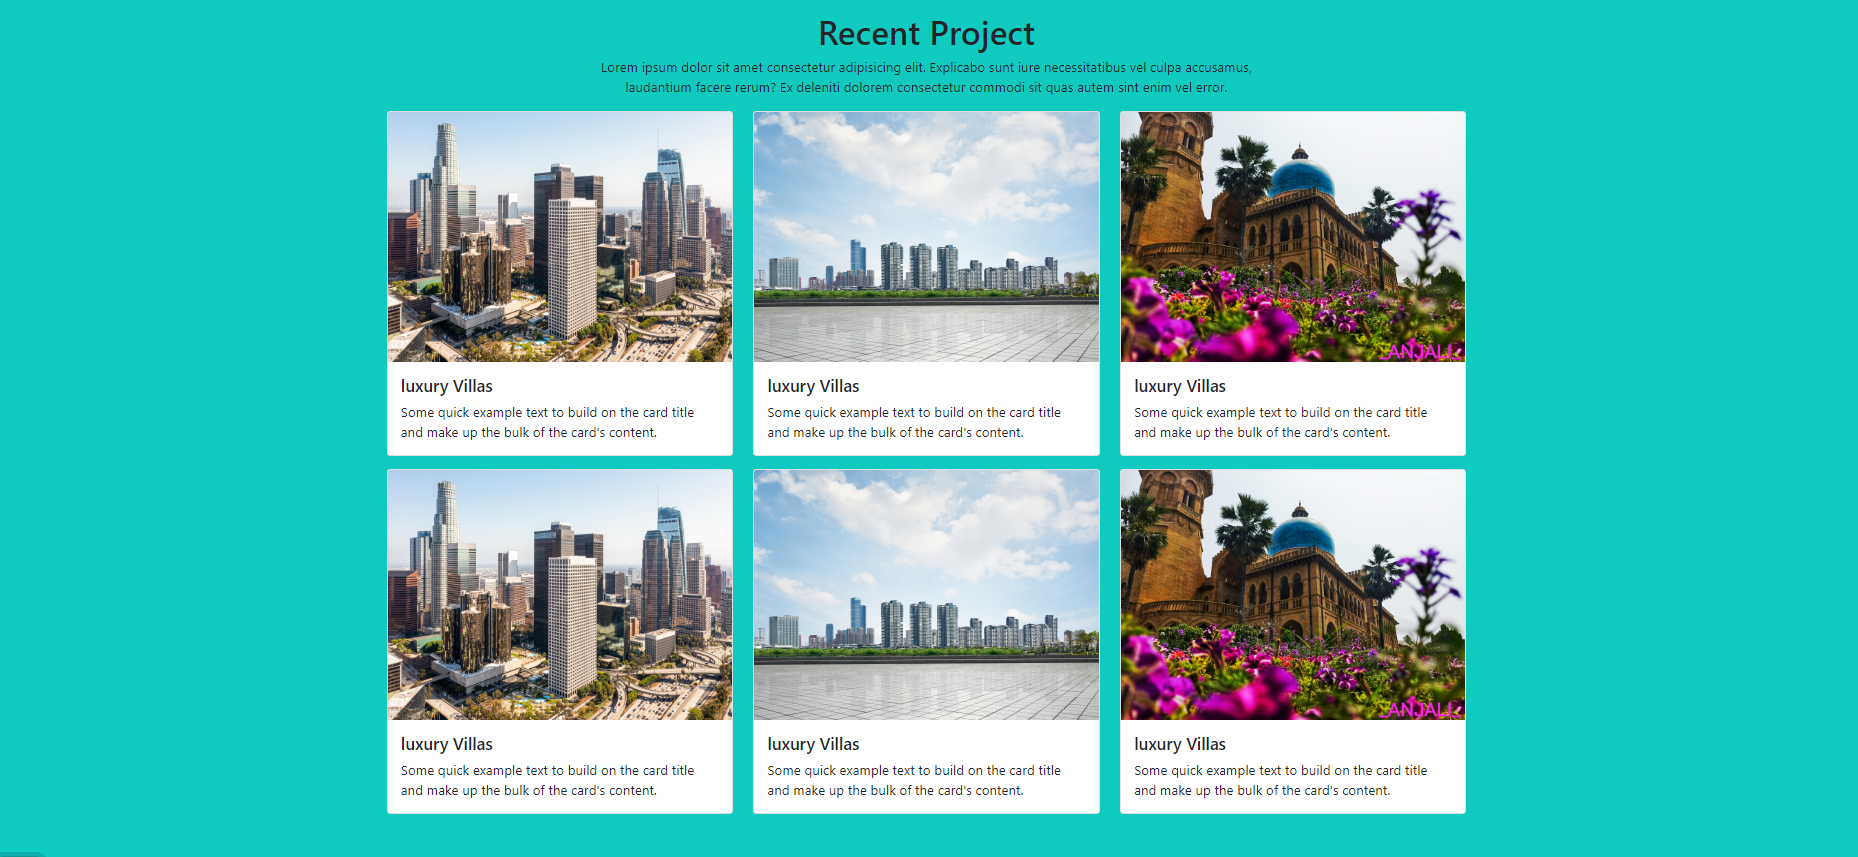 Recent Project
Lorem ipsum dolor sit amet consectetur adipisicing elit. Explicabo sunt iure necessitatibus vel culpa accusamus,
laudantium facere rerum? Ex deleniti dolorem consectetur commodi sit quas autem sint enim vel error.
_ANJALI_
luxury Villas
Some quick example text to build on the card title
and make up the bulk of the card's content.
luxury Villas
Some quick example text to build on the card title
and make up the bulk of the card's content.
luxury Villas
Some quick example text to build on the card title
and make up the bulk of the card's content.
_ANJALI_
luxury Villas
Some quick example text to build on the card title
and make up the bulk of the card's content.
luxury Villas
Some quick example text to build on the card title
and make up the bulk of the card's content.
luxury Villas
Some quick example text to build on the card title
and make up the bulk of the card's content.